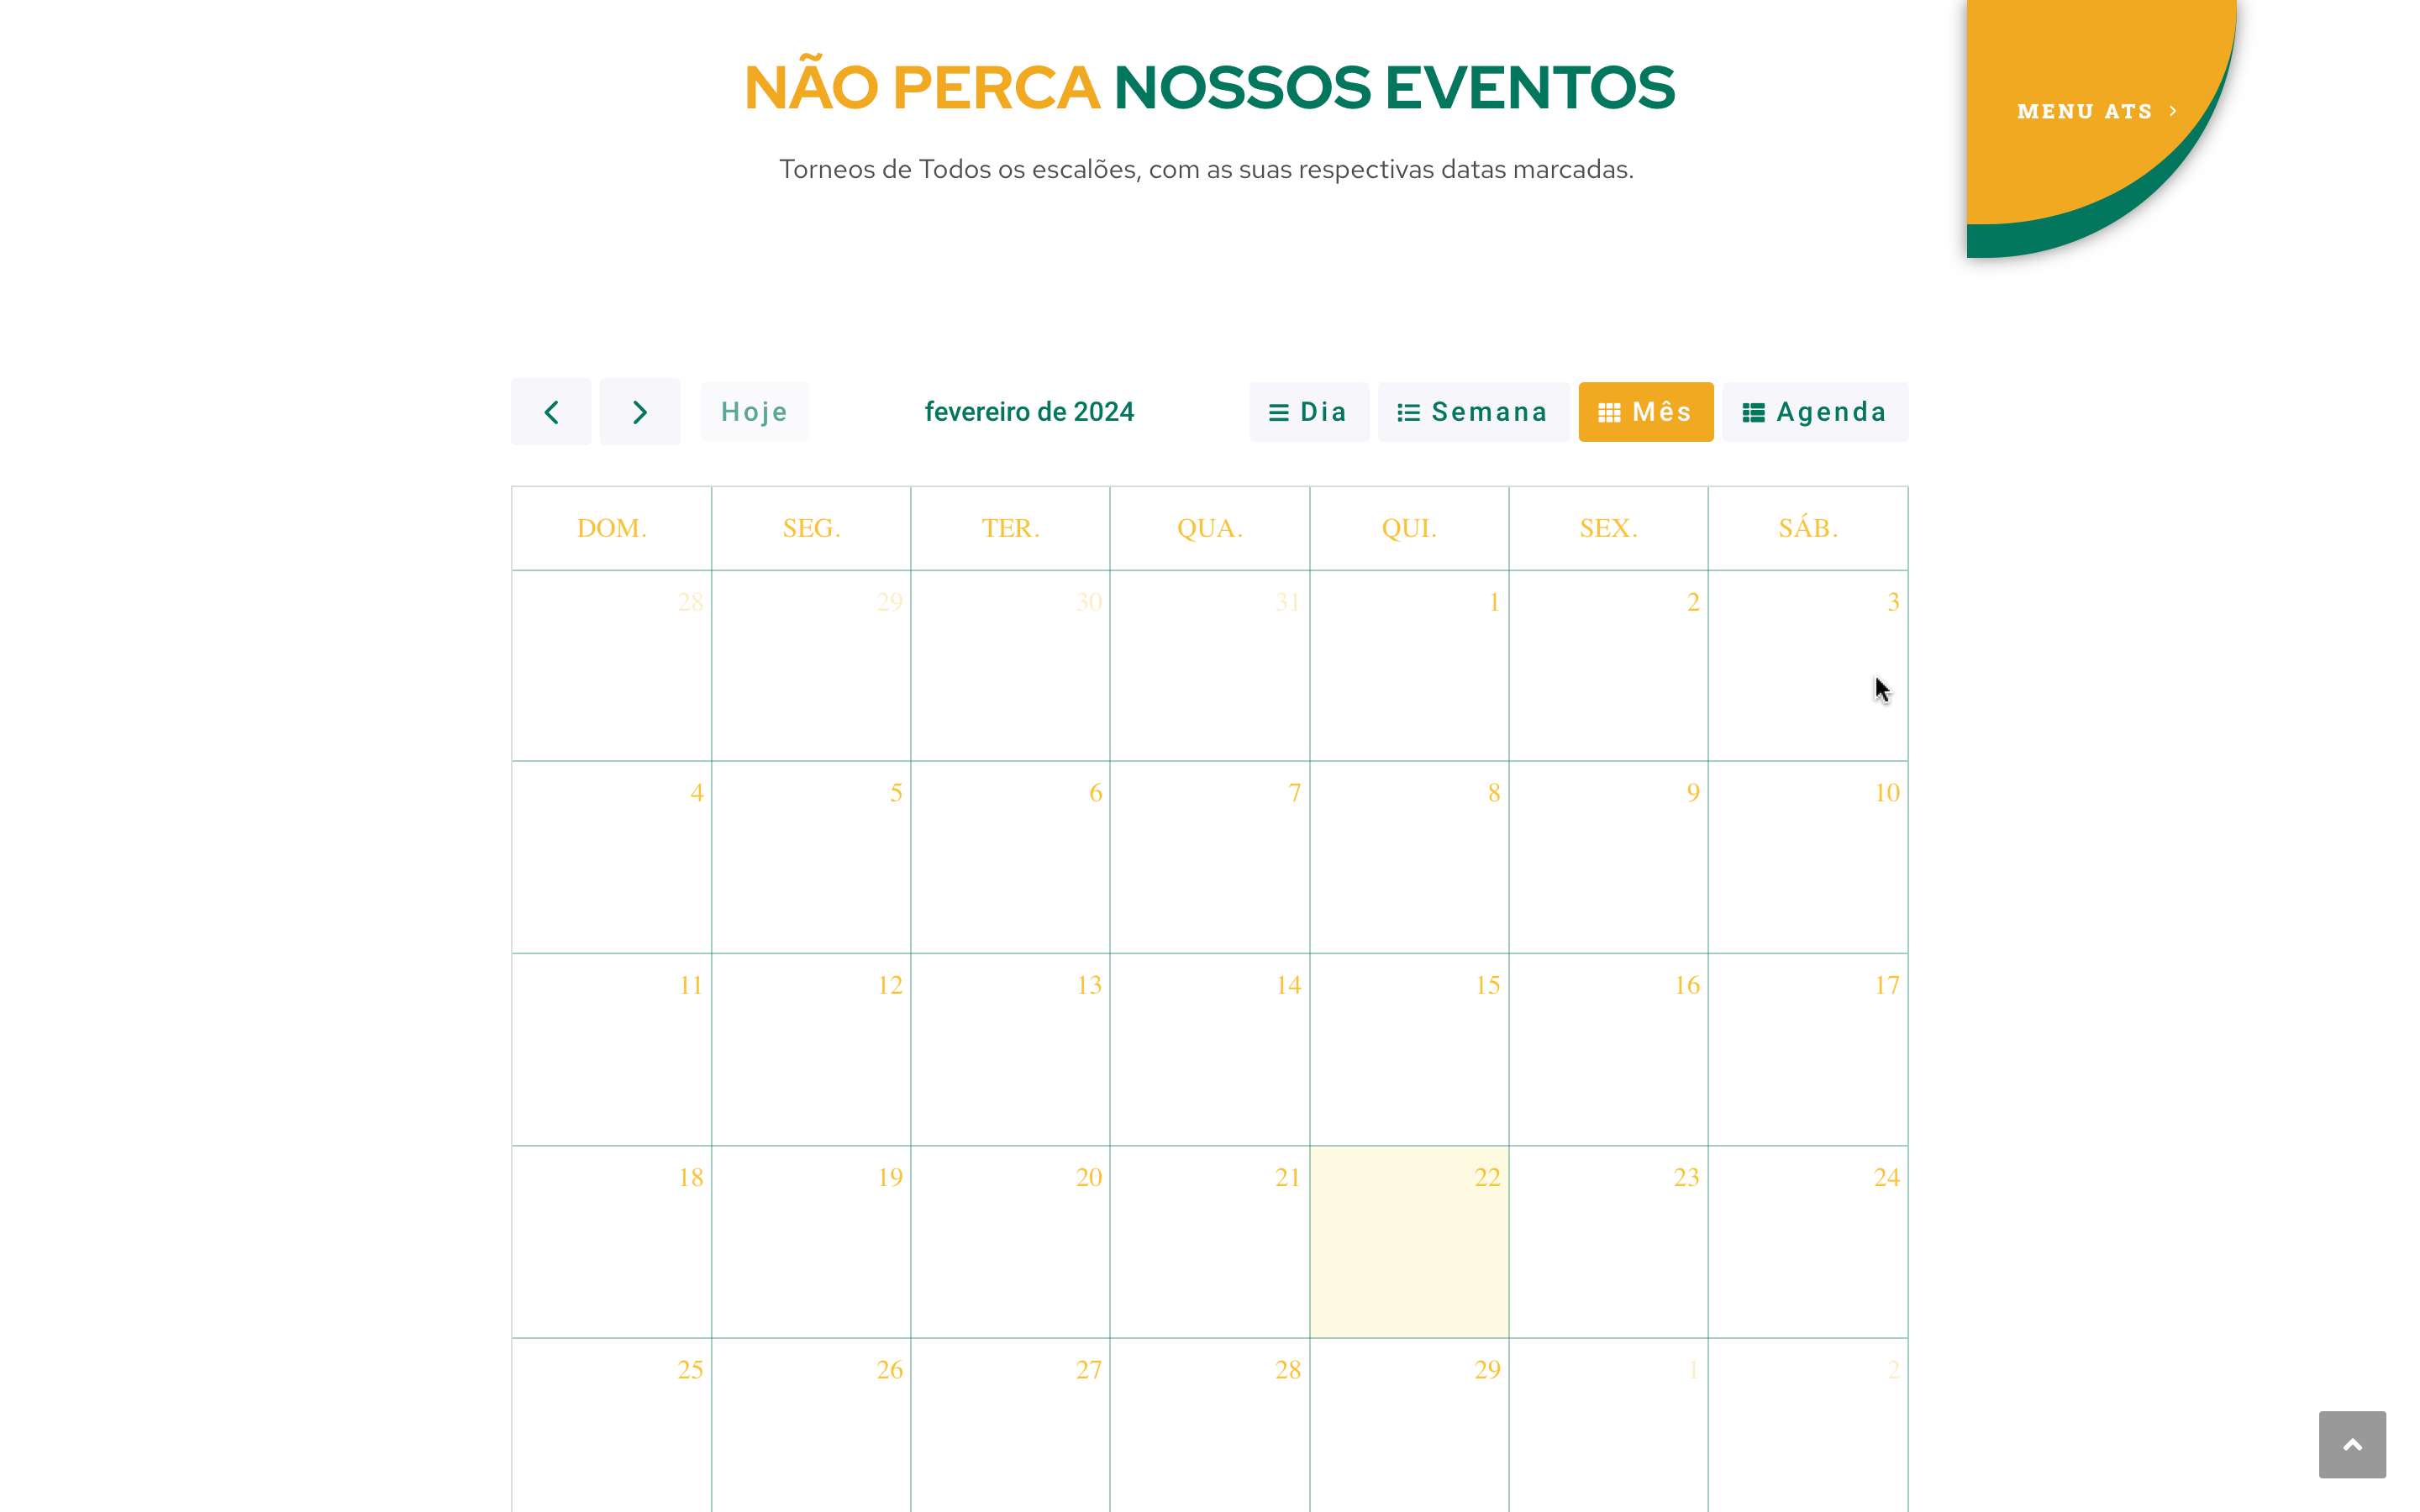 NÃO PERCA NOSSOS EVENTOS
MENU ATS
Torneos de Todos os escalões, com as suas respectivas datas marcadas.
Hoje fevereiro de 2024 Dia Semana Mês Agenda
DOM. SEG. TER. QUA. QUI. SEX. SÁB.
28 29 30 31 1 2 3
4 5 6 7 8 9 10
11 12 13 14 15 16 17
18 19 20 21 22 23 24
25 26 27 28 29 1 2